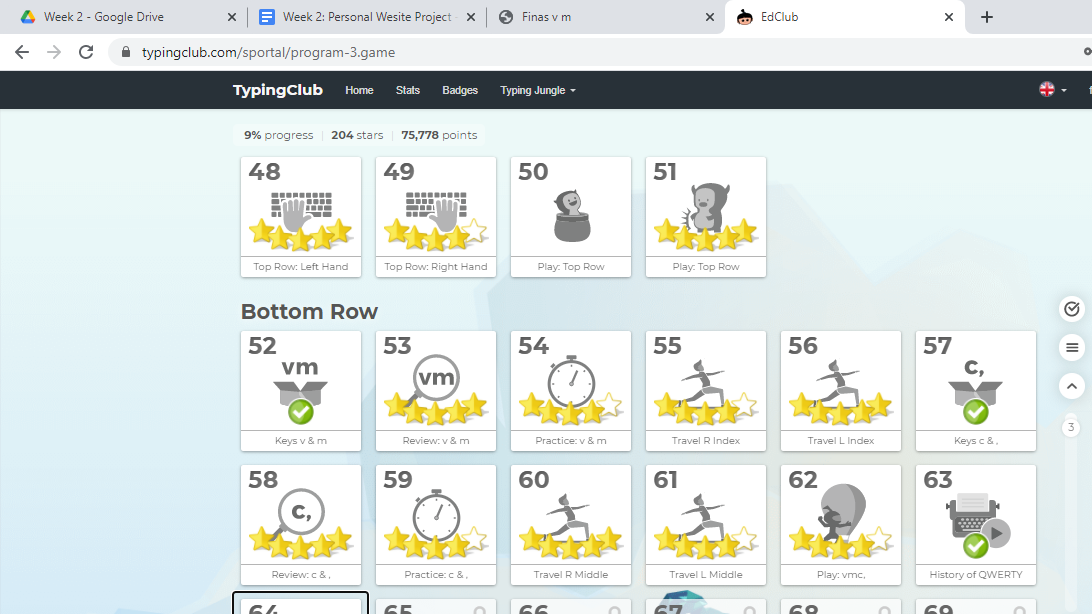 Week 2 - Google Drive
Week 2: Personal Wesite Project -
Finas v m
EdClub
typingclub.com/sportal/program-3.game
TypingClub Home Stats Badges Typing Jungle
9% progress 204 stars 75,778 points
48 49 50 51
Top Row: Left Hand Top Row: Right Hand Play: Top Row Play: Top Row
Bottom Row
52 53 54 55 56 57
vm vm c,
Keys v & m Review: v & m Practice: v & m Travel R Index Travel L Index Keys c & ,
3
58 59 60 61 62 63
c,
Review: c & , Practice: c & , Travel R Middle Travel L Middle Play: vmc, History of QWERTY
64 65 66 67 68 69